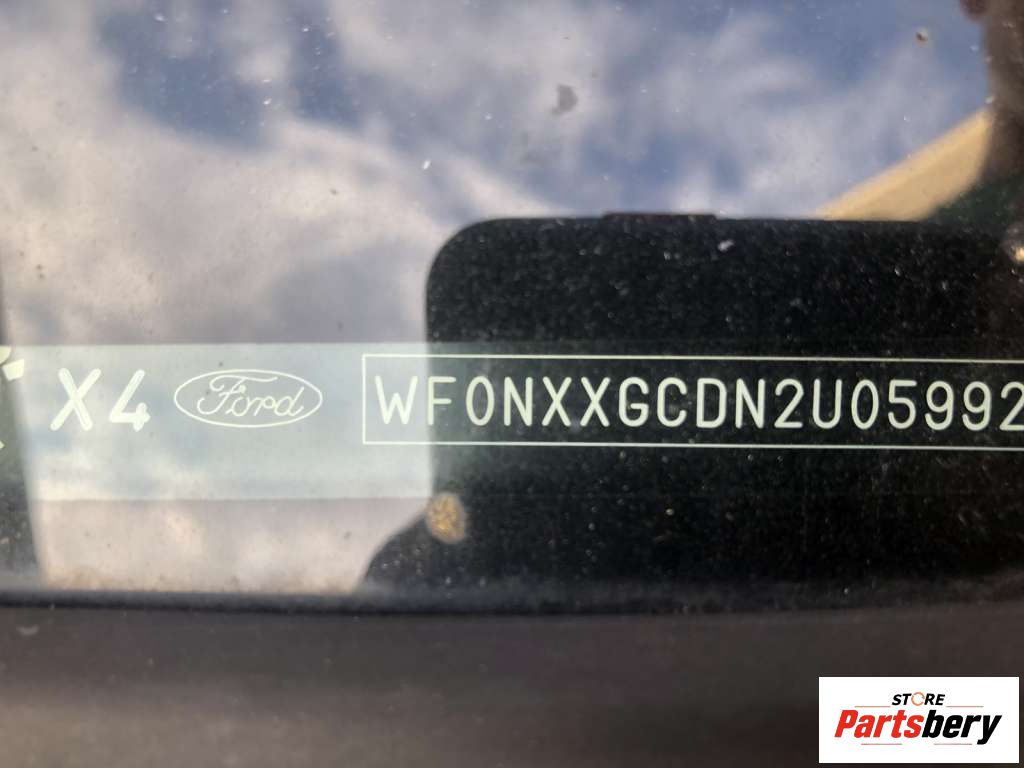 X4 Ford WF0NXXGCDN2U05992
STORE
Partsbery